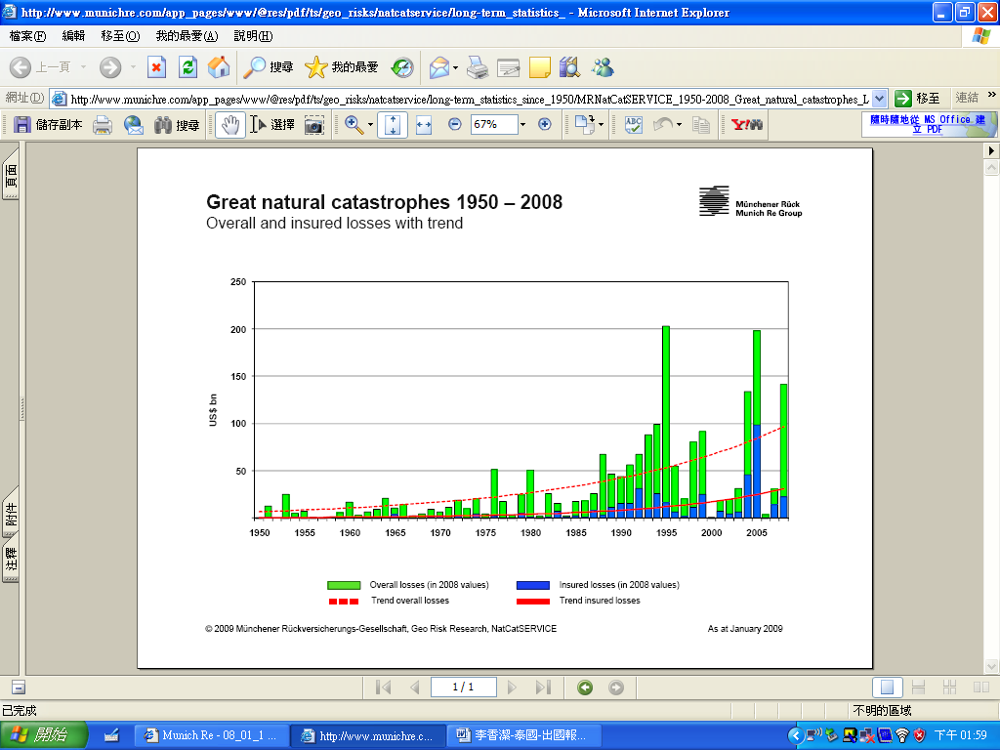 http://www.munichre.com/app_pages/www/@res/pdf/ts/geo_risks/natcatservice/long-term_statistics_ - Microsoft Internet Explorer
檔案(F) 編輯 移至(O) 我的最愛(A) 說明(H)
上一頁 搜尋 我的最愛
網址(D) http://www.munichre.com/app_pages/www/@res/pdf/ts/geo_risks/natcatservice/long-term_statistics_since_1950/MRNatCatSERVICE_1950-2008_Great_natural_catastrophes_L 移至 連結 »
儲存副本 搜尋 選擇 67% ABC Y! 隨時隨地從 MS Office 建
立 PDF
頁面
附件
註釋
Great natural catastrophes 1950 – 2008
Overall and insured losses with trend
Münchener Rück
Munich Re Group
250
200
150
100
50
US$ bn
1950 1955 1960 1965 1970 1975 1980 1985 1990 1995 2000 2005
Overall losses (in 2008 values) Insured losses (in 2008 values)
Trend overall losses Trend insured losses
© 2009 Münchener Rückversicherungs-Gesellschaft, Geo Risk Research, NatCatSERVICE As at January 2009
1 / 1
已完成 不明的區域
開始 Munich Re - 08_01_1 ... http://www.munichre.c... 李香潔-泰國-出國報... 下午 01:59